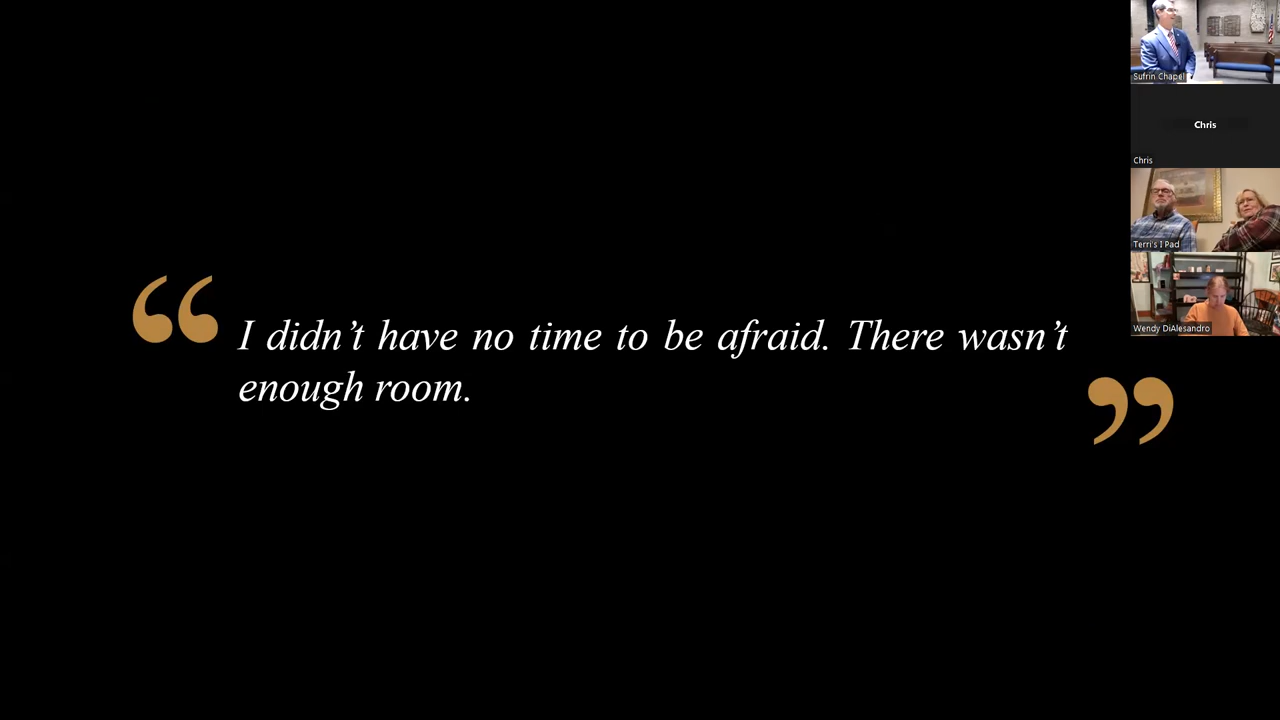 “
I didn’t have no time to be afraid. There wasn’t
enough room.
”
Sufrin Chapel
Chris
Chris
Terri's I Pad
Wendy DiAlesandro